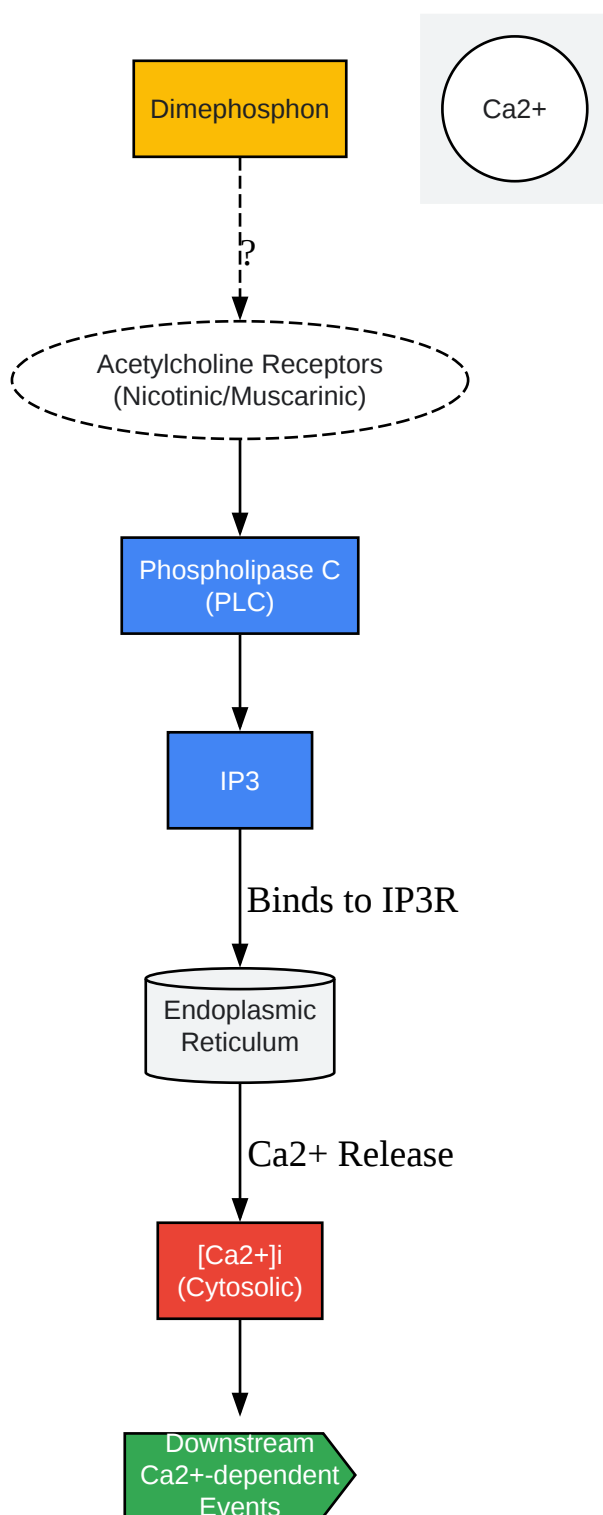 Dimephosphon
Ca2+
?
Acetylcholine Receptors
(Nicotinic/Muscarinic)
Phospholipase C
(PLC)
IP3
Binds to IP3R
Endoplasmic
Reticulum
Ca2+ Release
[Ca2+]i
(Cytosolic)
Downstream
Ca2+-dependent
Events